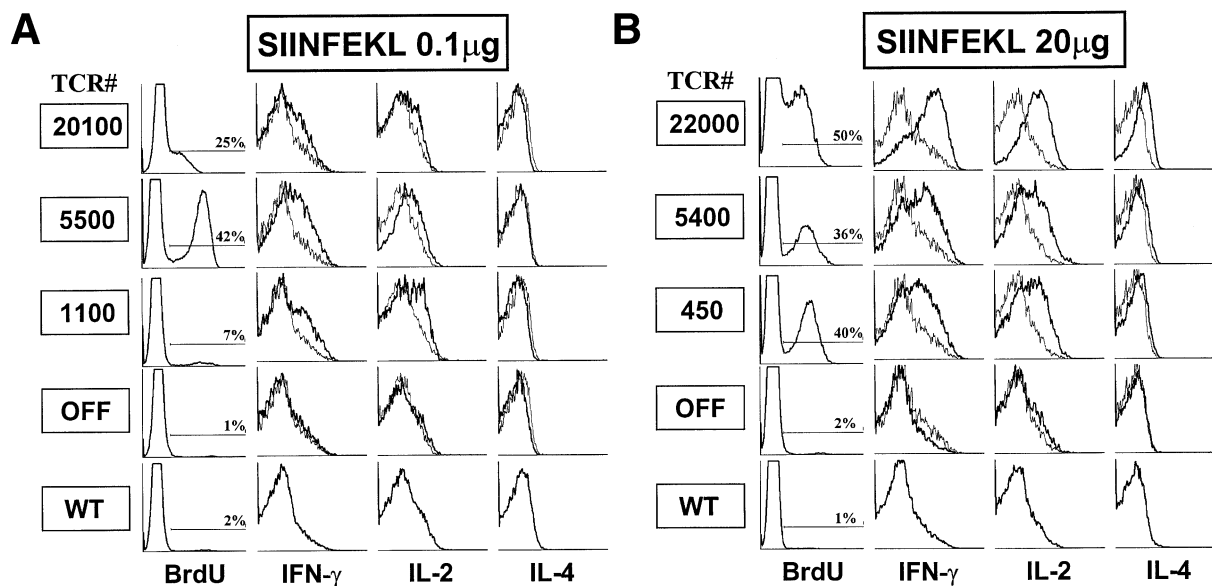 A
SIINFEKL 0.1μg
TCR#
20100
25%
5500
42%
1100
7%
OFF
1%
WT
2%
BrdU IFN-γ IL-2 IL-4
B
SIINFEKL 20μg
TCR#
22000
50%
5400
36%
450
40%
OFF
2%
WT
1%
BrdU IFN-γ IL-2 IL-4